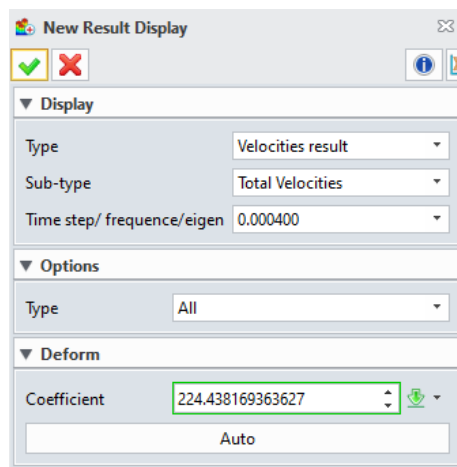 New Result Display
Display
Type Velocities result
Sub-type Total Velocities
Time step/ frequence/eigen 0.000400
Options
Type All
Deform
Coefficient 224.438169363627
Auto